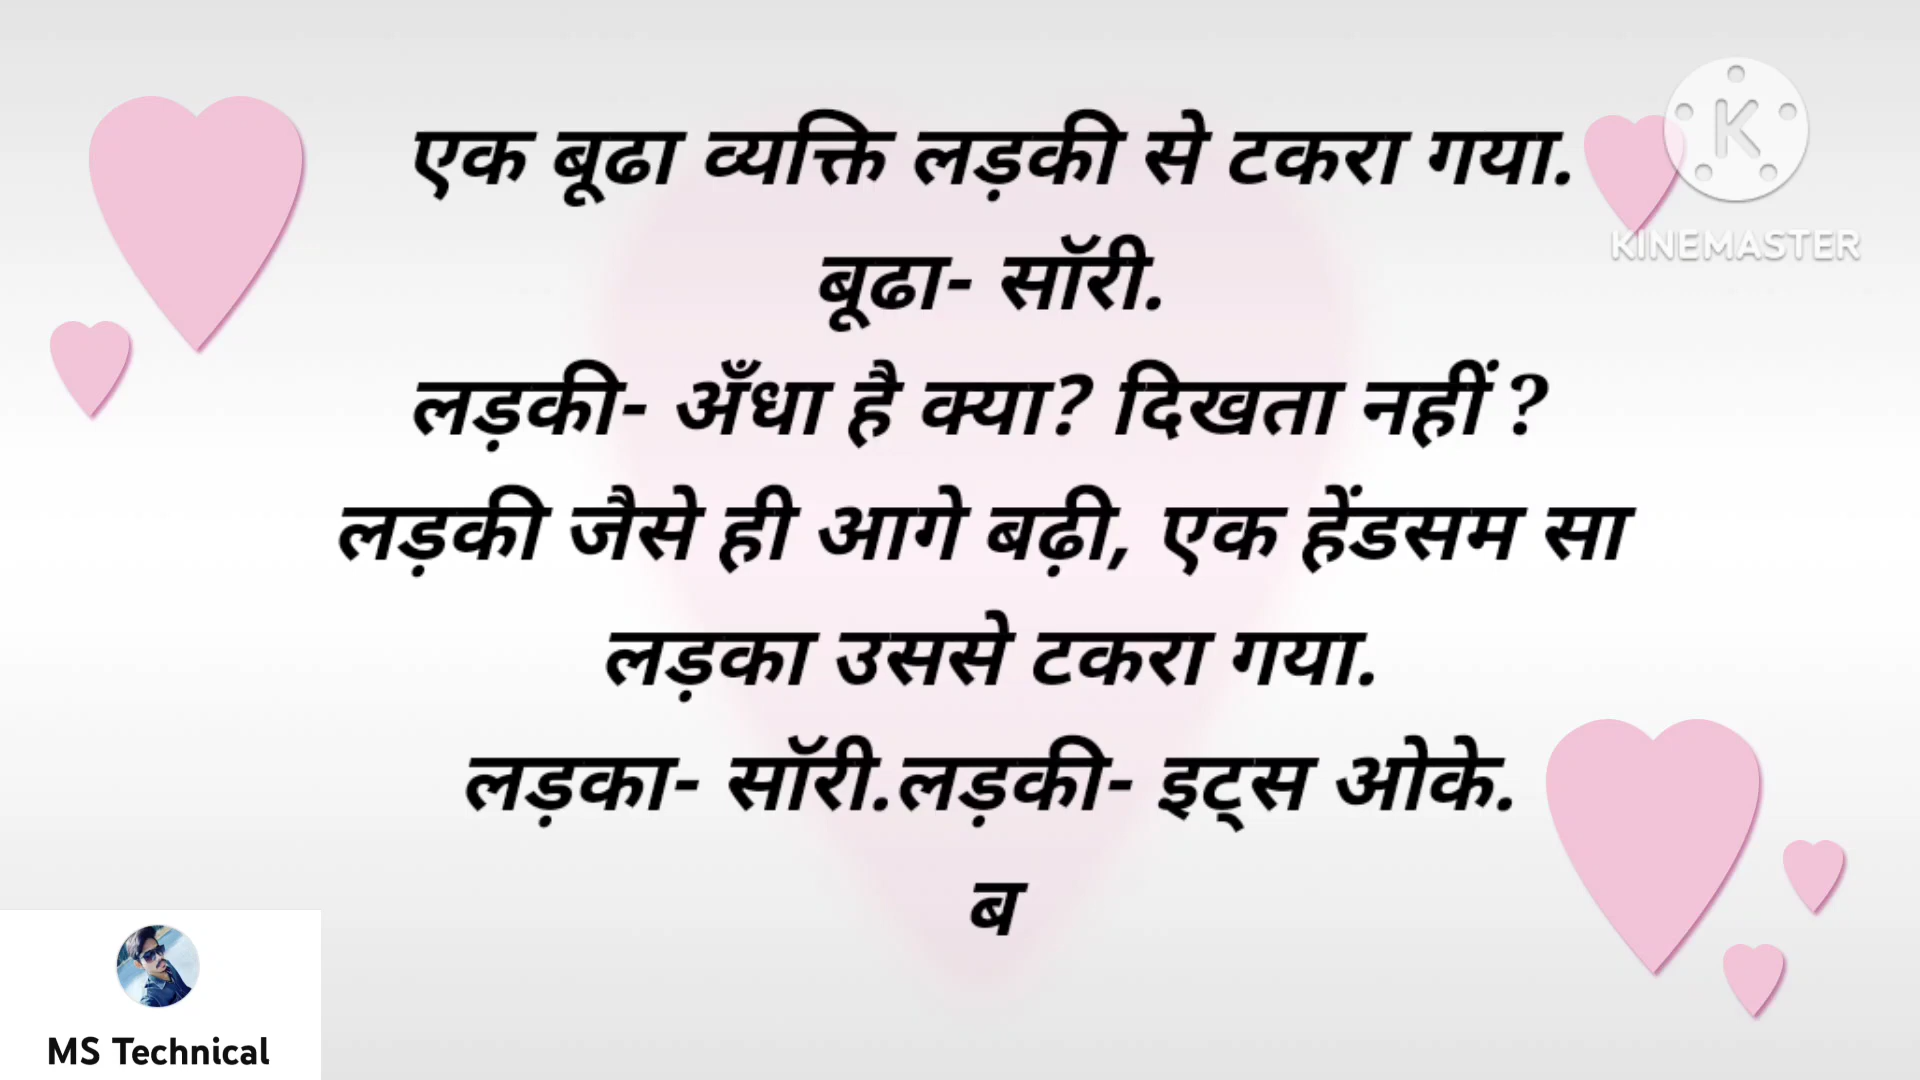 एक बूढा व्यक्ति लड़की से टकरा गया.
बूढा- सॉरी.
लड़की- अँधा है क्या? दिखता नहीं ?
लड़की जैसे ही आगे बढ़ी, एक हेंडसम सा
लड़का उससे टकरा गया.
लड़का- सॉरी.लड़की- इट्स ओके.
ब
K
KINEMASTER
MS Technical